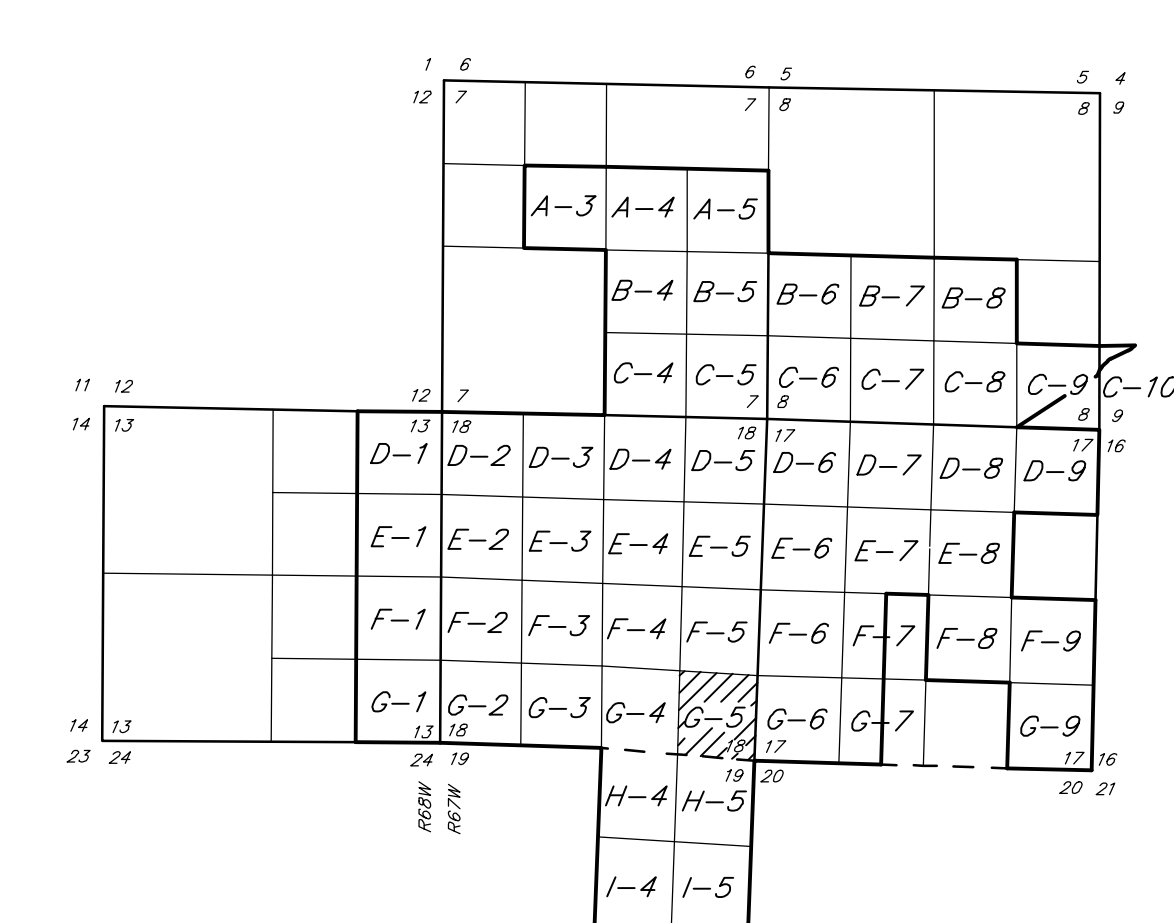 1 6 6 5 5 4
12 7 7 8 8 9
A-3 A-4 A-5
B-4 B-5 B-6 B-7 B-8
C-4 C-5 C-6 C-7 C-8 C-9 C-10
11 12 12 7 7 8 8 9
14 13 13 18 18 17 17 16
D-1 D-2 D-3 D-4 D-5 D-6 D-7 D-8 D-9
E-1 E-2 E-3 E-4 E-5 E-6 E-7 E-8
F-1 F-2 F-3 F-4 F-5 F-6 F-7 F-8 F-9
G-1 G-2 G-3 G-4 G-5 G-6 G-7 G-9
14 13 13 18 18 17 17 16
23 24 24 19 19 20 20 21
R68W R67W
H-4 H-5
I-4 I-5